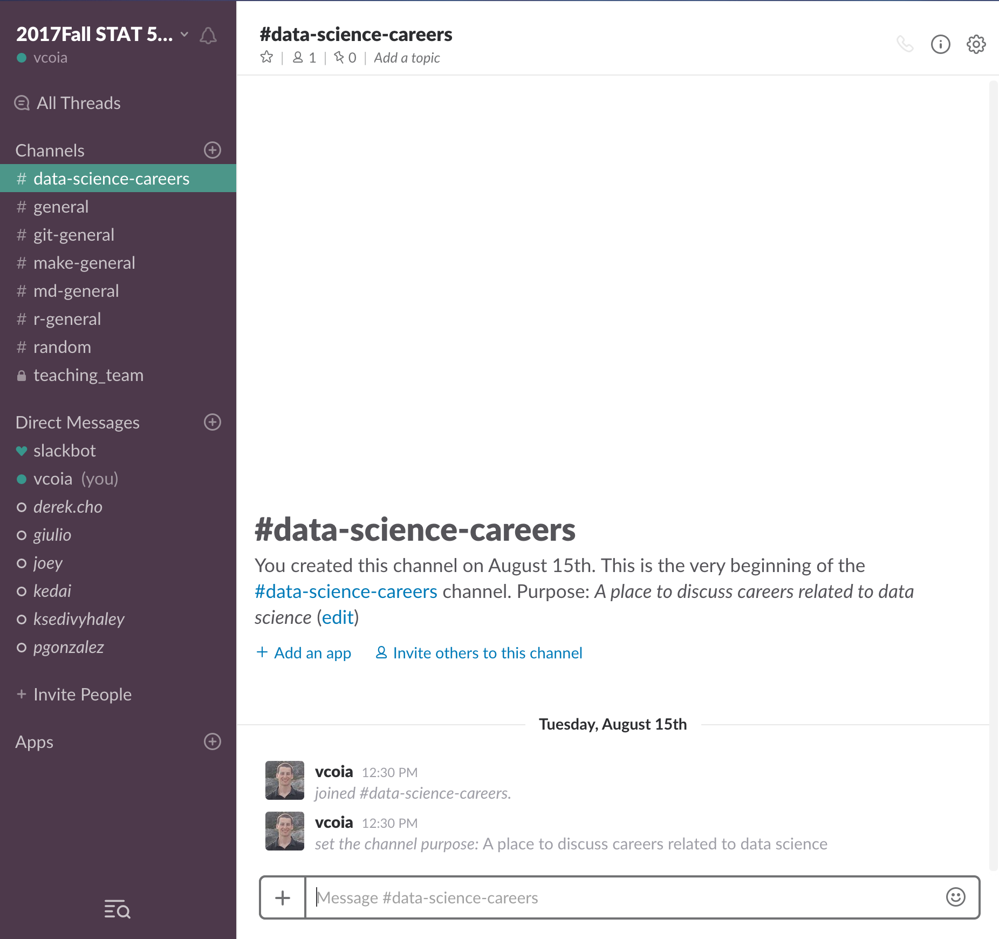 2017Fall STAT 5...
vcoia
All Threads
Channels
# data-science-careers
# general
# git-general
# make-general
# md-general
# r-general
# random
teaching_team
Direct Messages
slackbot
vcoia (you)
derek.cho
giulio
joey
kedai
ksedivyhaley
pgonzalez
+ Invite People
Apps
#data-science-careers
| 1 | 0 | Add a topic
#data-science-careers
You created this channel on August 15th. This is the very beginning of the
#data-science-careers channel. Purpose: A place to discuss careers related to data
science (edit)
+ Add an app Invite others to this channel
Tuesday, August 15th
vcoia 12:30 PM
joined #data-science-careers.
vcoia 12:30 PM
set the channel purpose: A place to discuss careers related to data science
Message #data-science-careers